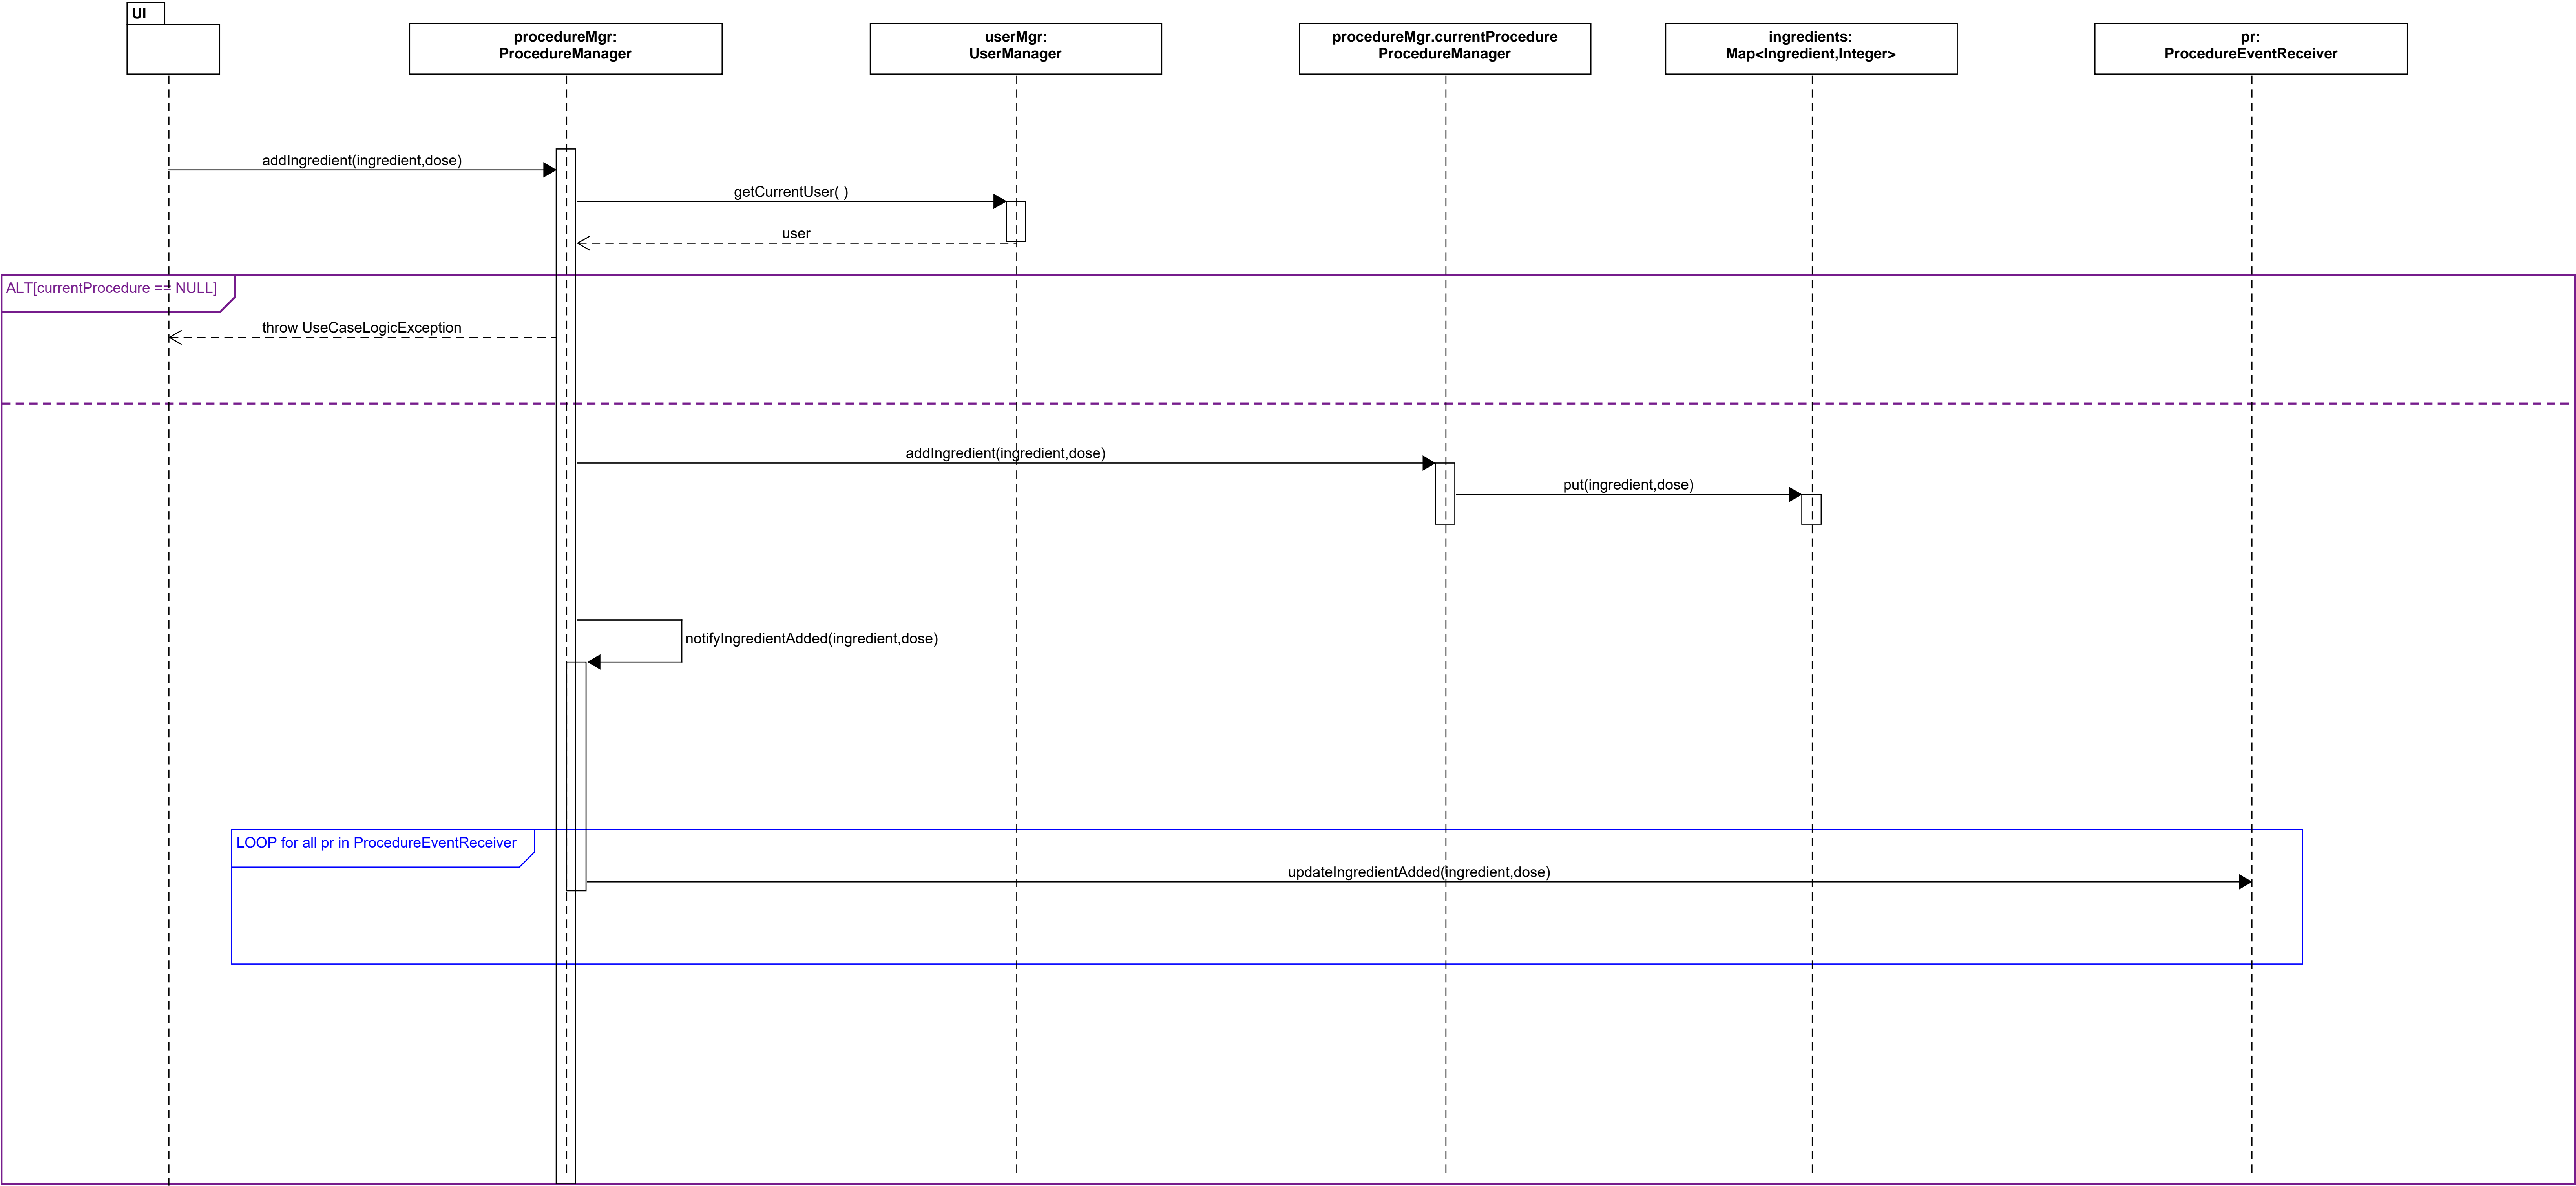 UI
procedureMgr:
ProcedureManager
userMgr:
UserManager
procedureMgr.currentProcedure
ProcedureManager
ingredients:
Map<Ingredient,Integer>
pr:
ProcedureEventReceiver
addIngredient(ingredient,dose)
getCurrentUser( )
user
ALT[currentProcedure == NULL]
throw UseCaseLogicException
addIngredient(ingredient,dose)
put(ingredient,dose)
notifyIngredientAdded(ingredient,dose)
LOOP for all pr in ProcedureEventReceiver
updateIngredientAdded(ingredient,dose)